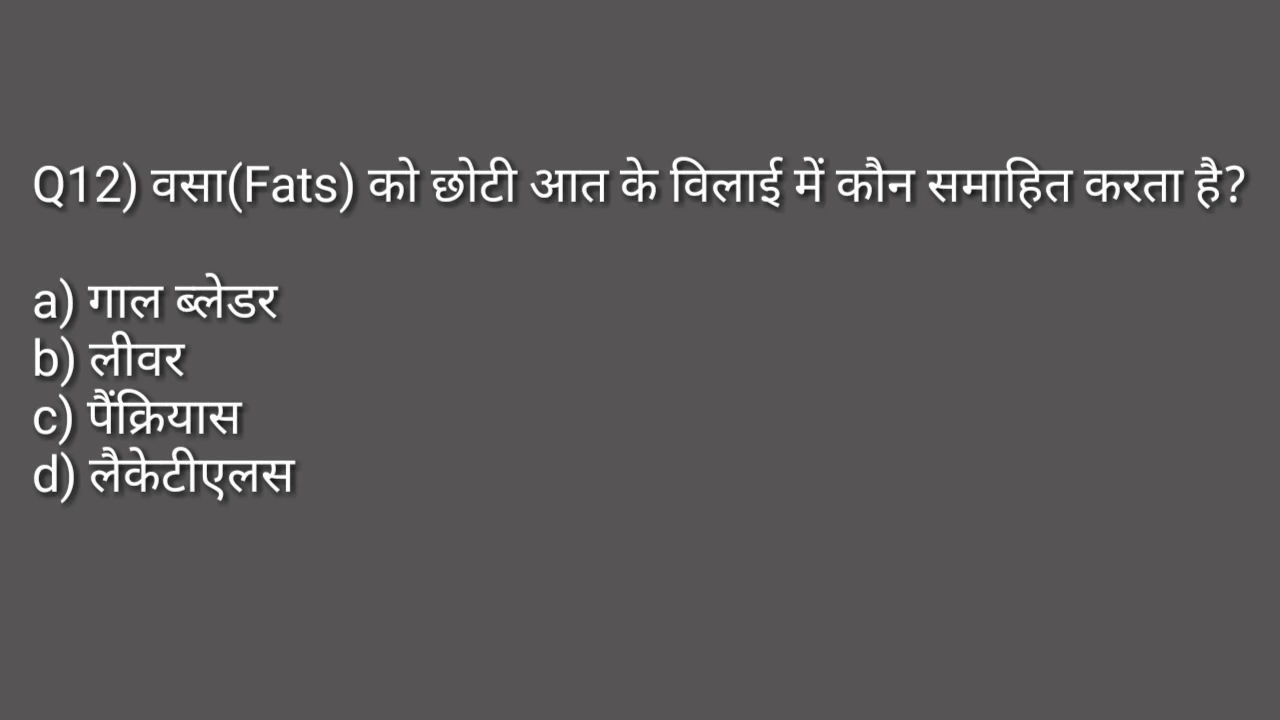 Q12) वसा(Fats) को छोटी आत के विलाई में कौन समाहित करता है?
a) गाल ब्लेडर
b) लीवर
c) पैंक्रियास
d) लैकेटीएलस